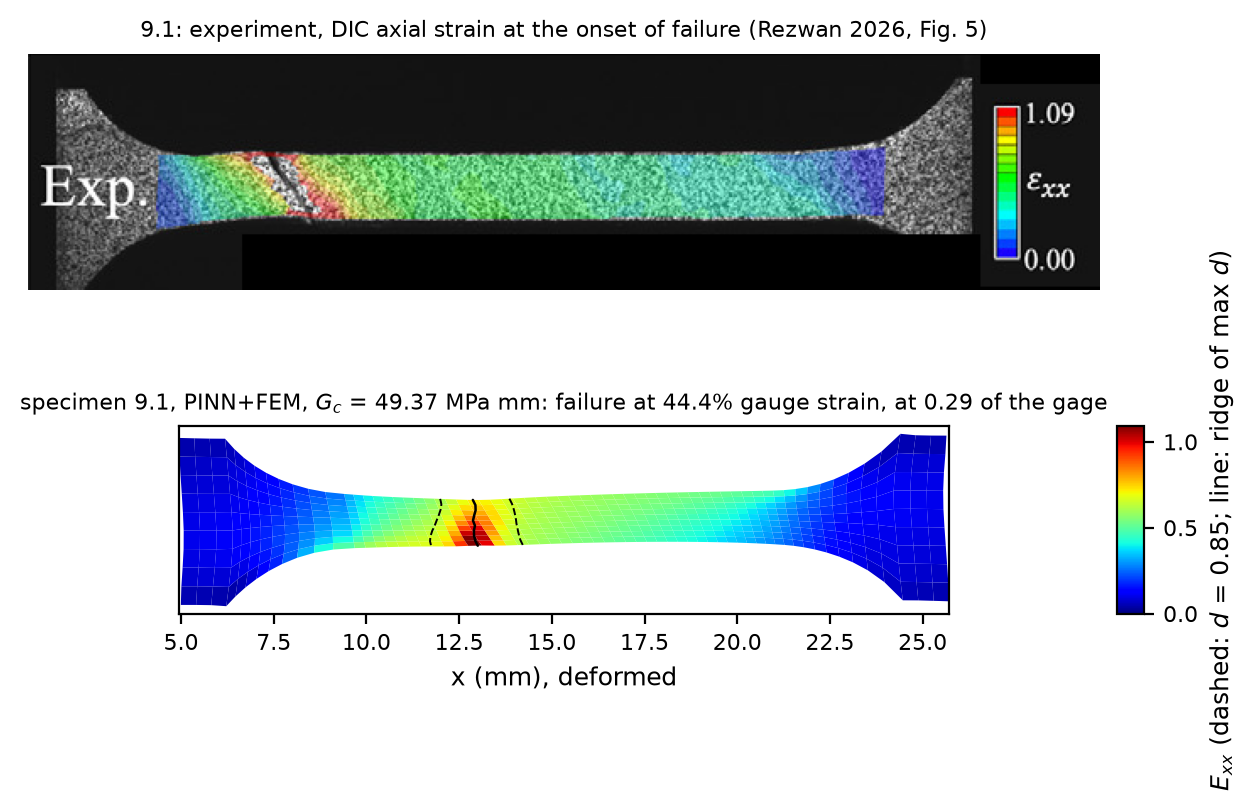 9.1: experiment, DIC axial strain at the onset of failure (Rezwan 2026, Fig. 5)
Exp.
1.09
εxx
0.00
specimen 9.1, PINN+FEM, Gc = 49.37 MPa mm: failure at 44.4% gauge strain, at 0.29 of the gage
1.0
0.5
0.0
Exx (dashed: d = 0.85; line: ridge of max d)
5.0 7.5 10.0 12.5 15.0 17.5 20.0 22.5 25.0
x (mm), deformed